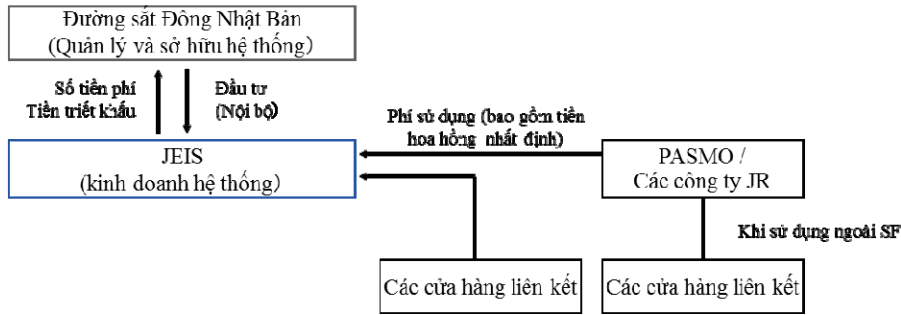 Đường sắt Đông Nhật Bản
(Quản lý và sở hữu hệ thống)
Số tiền phí
Tiền triết khấu
Đầu tư
(Nội bộ)
Phí sử dụng (bao gồm tiền
hoa hồng nhất định)
JEIS
(kinh doanh hệ thống)
PASMO /
Các công ty JR
Khi sử dụng ngoài SF
Các cửa hàng liên kết
Các cửa hàng liên kết